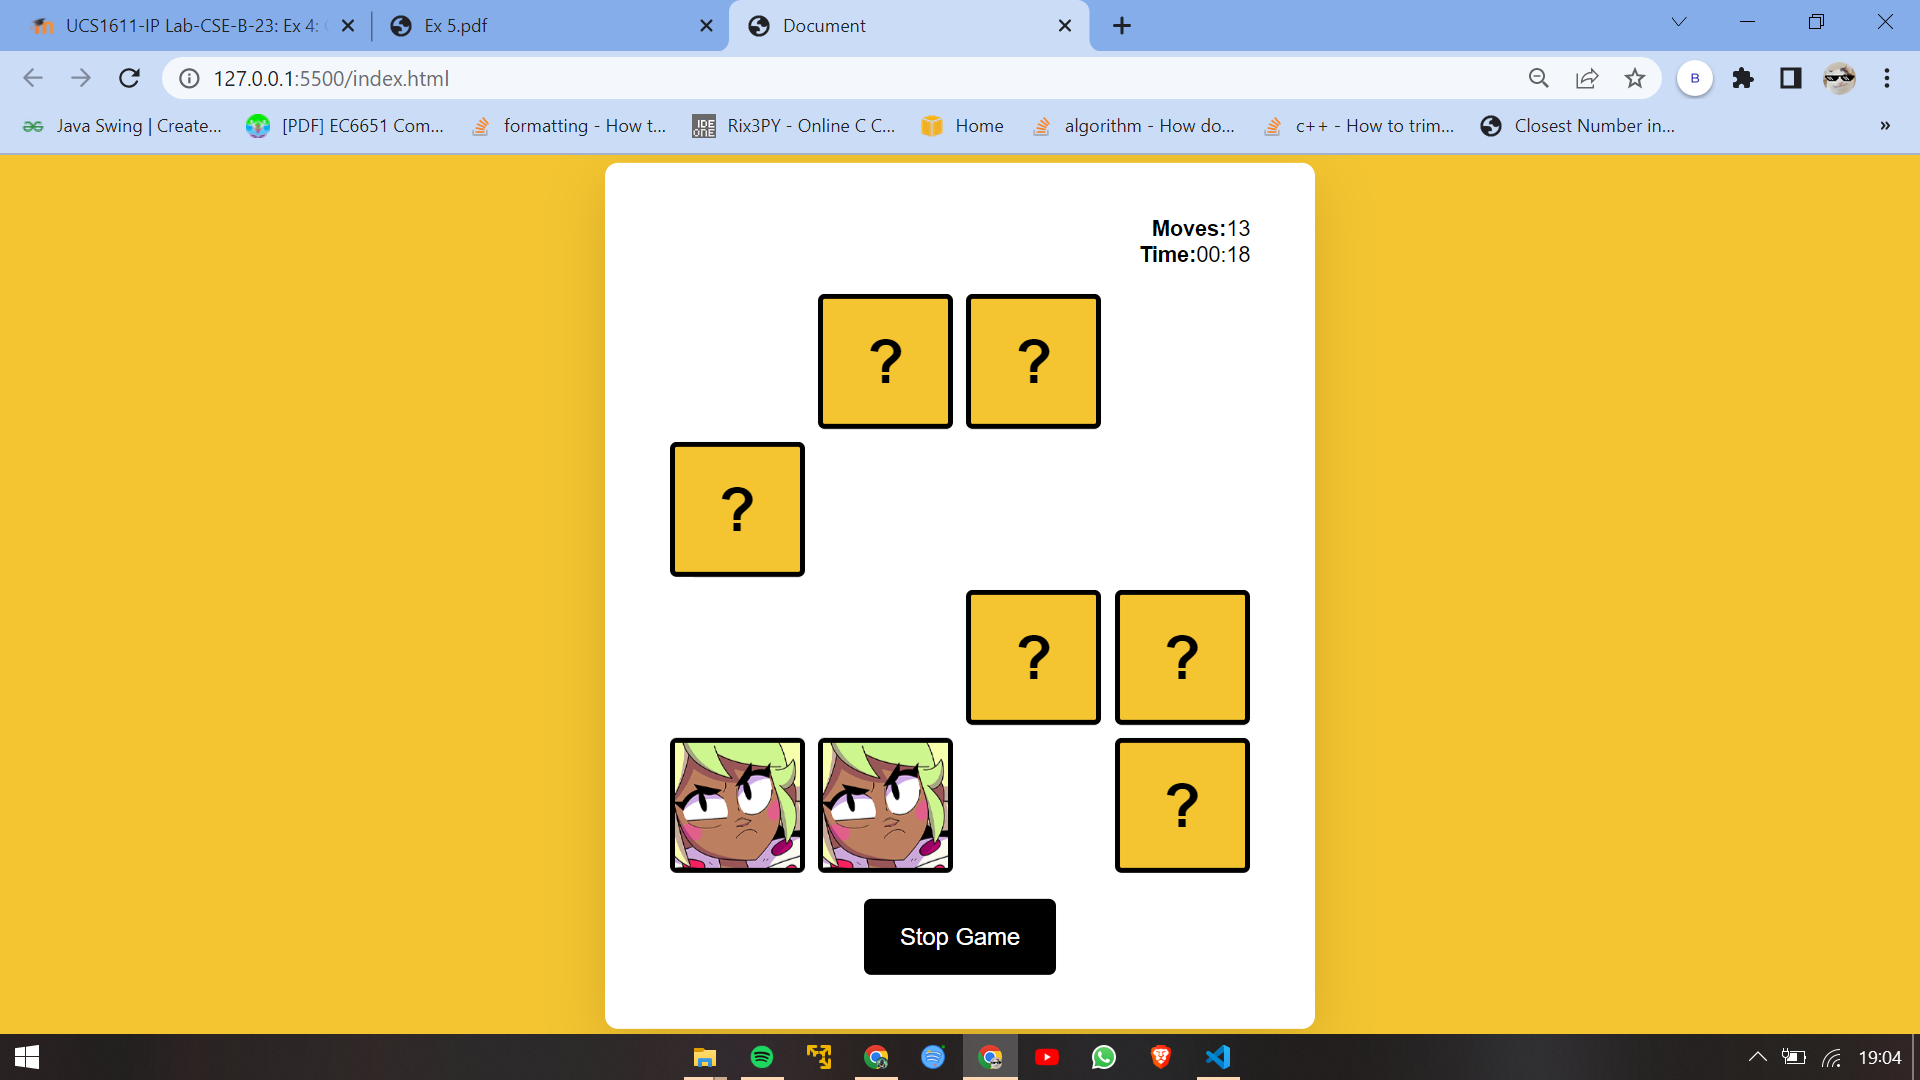 UCS1611-IP Lab-CSE-B-23: Ex 4:
Ex 5.pdf
Document
127.0.0.1:5500/index.html
B
Java Swing | Create...
[PDF] EC6651 Com...
formatting - How t...
IDE ONE
Rix3PY - Online C C...
Home
algorithm - How do...
c++ - How to trim...
Closest Number in...
»
Moves:13
Time:00:18
? ?
?
? ?
?
Stop Game
19:04